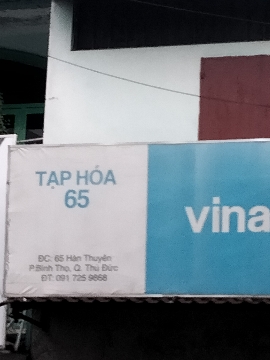 TẠP HÓA
65
vina
ĐC: 65 Hàn Thuyên
P.Bình Thọ, Q. Thủ Đức
ĐT: 091 725 9868